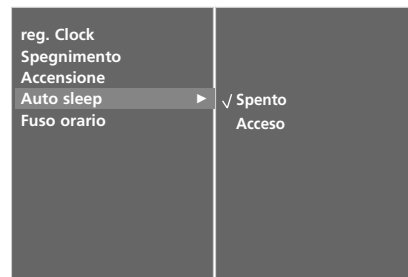 reg. Clock
Spegnimento
Accensione
Auto sleep ►
Fuso orario
√ Spento
Acceso